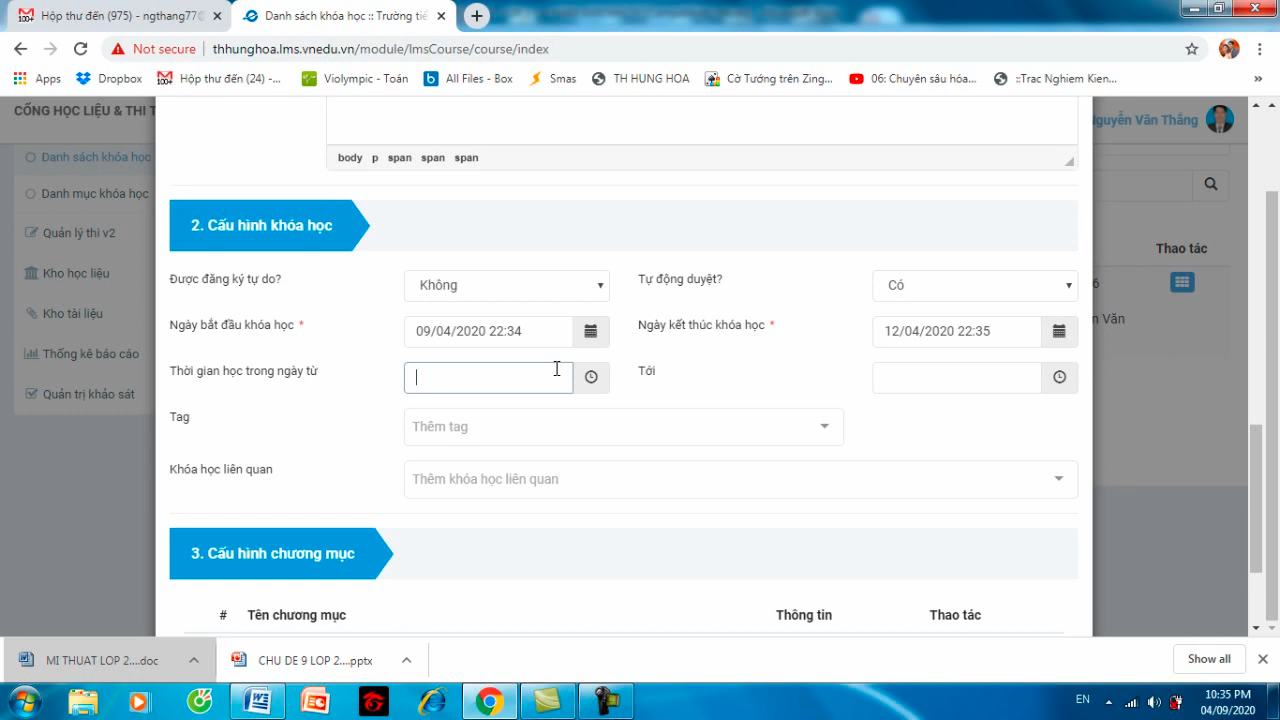 Hộp thư đến (975) - ngthang77@
Danh sách khóa học :: Trường tiể
Not secure | thhunghoa.lms.vnedu.vn/module/lmsCourse/course/index
Apps
Dropbox
Hộp thư đến (24) -...
Violympic - Toán
All Files - Box
Smas
TH HUNG HOA
Cờ Tướng trên Zing...
06: Chuyên sâu hóa...
::Trac Nghiem Kien...
CỔNG HỌC LIỆU & THI T
Nguyễn Văn Thắng
Danh sách khóa học
Danh mục khóa học
Quản lý thi v2
Kho học liệu
Kho tài liệu
Thống kê báo cáo
Quản trị khảo sát
body p span span span
2. Cấu hình khóa học
Thao tác
Được đăng ký tự do?
Không
Tự động duyệt?
Có
6
Ngày bắt đầu khóa học *
09/04/2020 22:34
Ngày kết thúc khóa học *
12/04/2020 22:35
n Văn
Thời gian học trong ngày từ
Tới
Tag
Thêm tag
Khóa học liên quan
Thêm khóa học liên quan
3. Cấu hình chương mục
# Tên chương mục Thông tin Thao tác
MI THUAT LOP 2....doc
CHU DE 9 LOP 2....pptx
Show all
EN
10:35 PM
04/09/2020